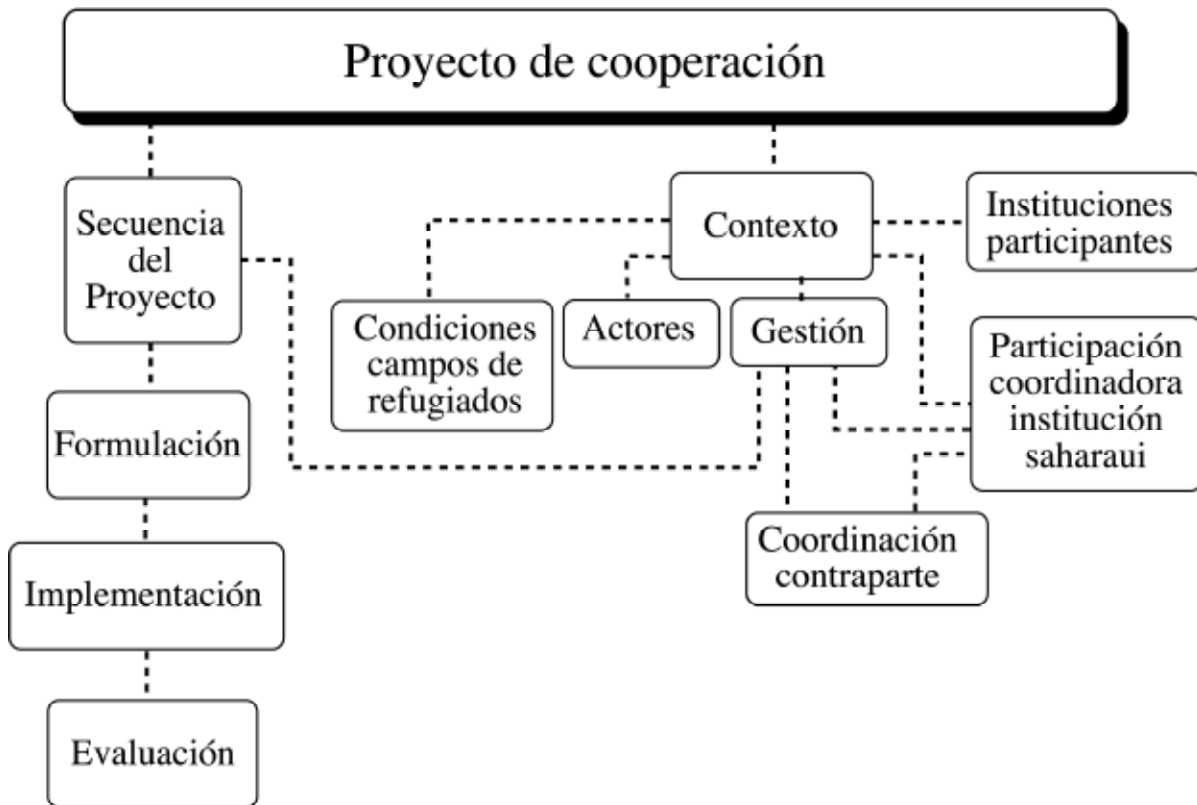 Proyecto de cooperación
Secuencia
del
Proyecto
Contexto
Instituciones
participantes
Condiciones
campos de
refugiados
Actores
Gestión
Participación
coordinadora
institución
saharaui
Formulación
Coordinación
contraparte
Implementación
Evaluación